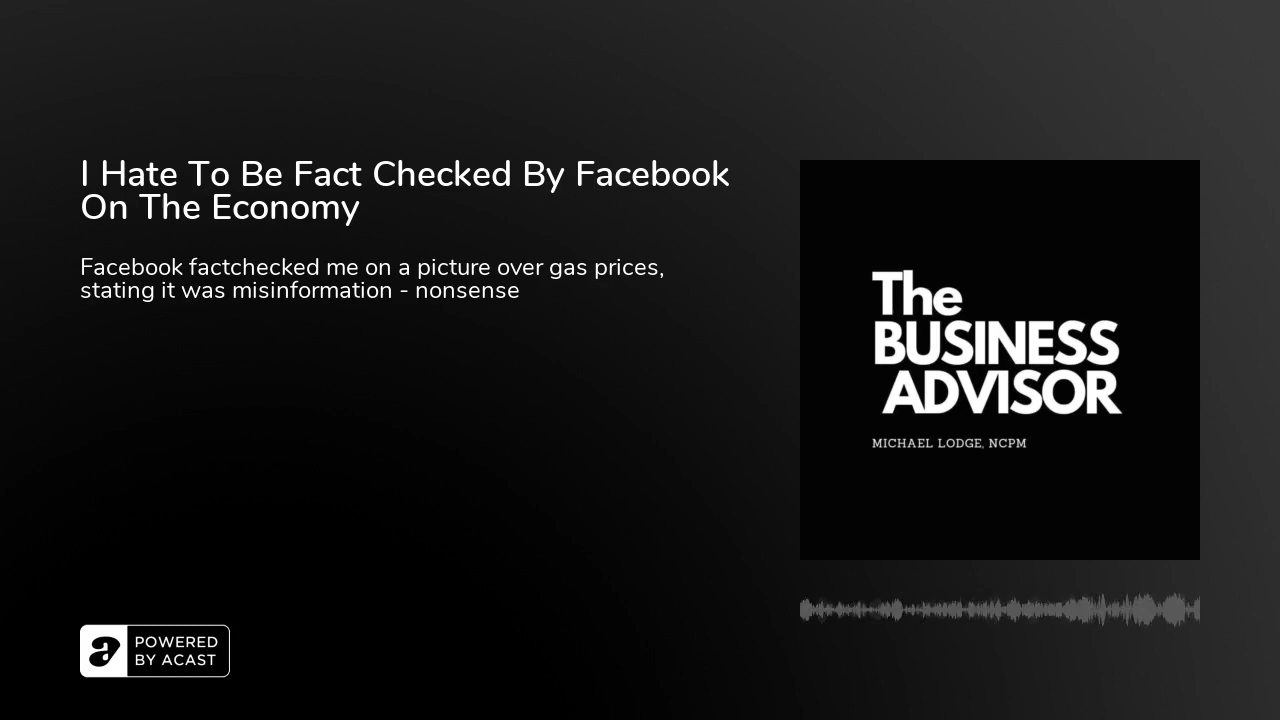 I Hate To Be Fact Checked By Facebook
On The Economy
Facebook factchecked me on a picture over gas prices,
stating it was misinformation - nonsense
The
BUSINESS
ADVISOR
MICHAEL LODGE, NCPM
a
POWERED
BY ACAST